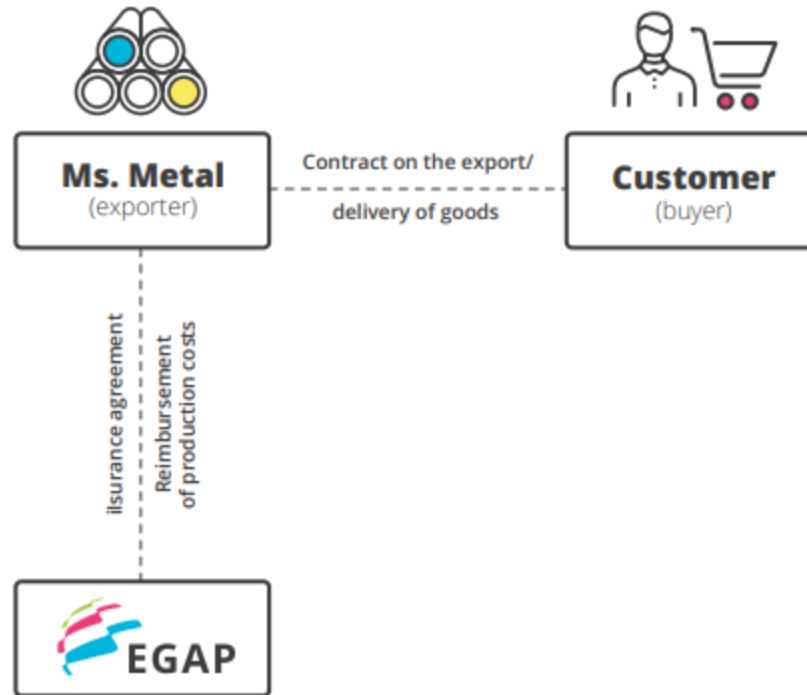 Ms. Metal
(exporter)
Contract on the export/
delivery of goods
Customer
(buyer)
ilsurance agreement
Reimbursement
of production costs
EGAP